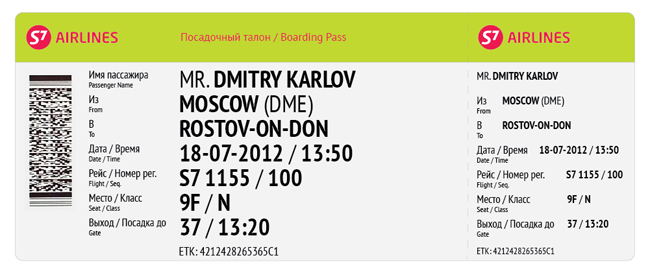 S7 AIRLINES
Посадочный талон / Boarding Pass
Имя пассажира
Passenger Name
MR. DMITRY KARLOV
Из
From
MOSCOW (DME)
В
To
ROSTOV-ON-DON
Дата / Время
Date / Time
18-07-2012 / 13:50
Рейс / Номер рег.
Flight / Seq.
S7 1155 / 100
Место / Класс
Seat / Class
9F / N
Выход / Посадка до
Gate
37 / 13:20
ETK: 4212428265365C1
S7 AIRLINES
MR. DMITRY KARLOV
Из
From
MOSCOW (DME)
В
To
ROSTOV-ON-DON
Дата / Время
Date / Time
18-07-2012 / 13:50
Рейс / Номер рег.
Flight / Seq.
S7 1155 / 100
Место / Класс
Seat / Class
9F / N
Выход / Посадка до
Gate
37 / 13:20
ETK: 4212428265365C1